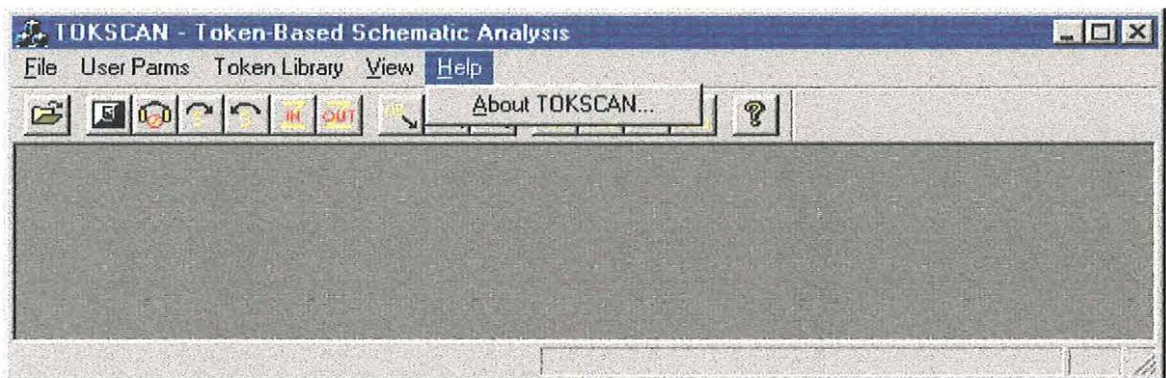 TOKSCAN - Token-Based Schematic Analysis
File User Parms Token Library View Help
About TOKSCAN...
IN OUT
?